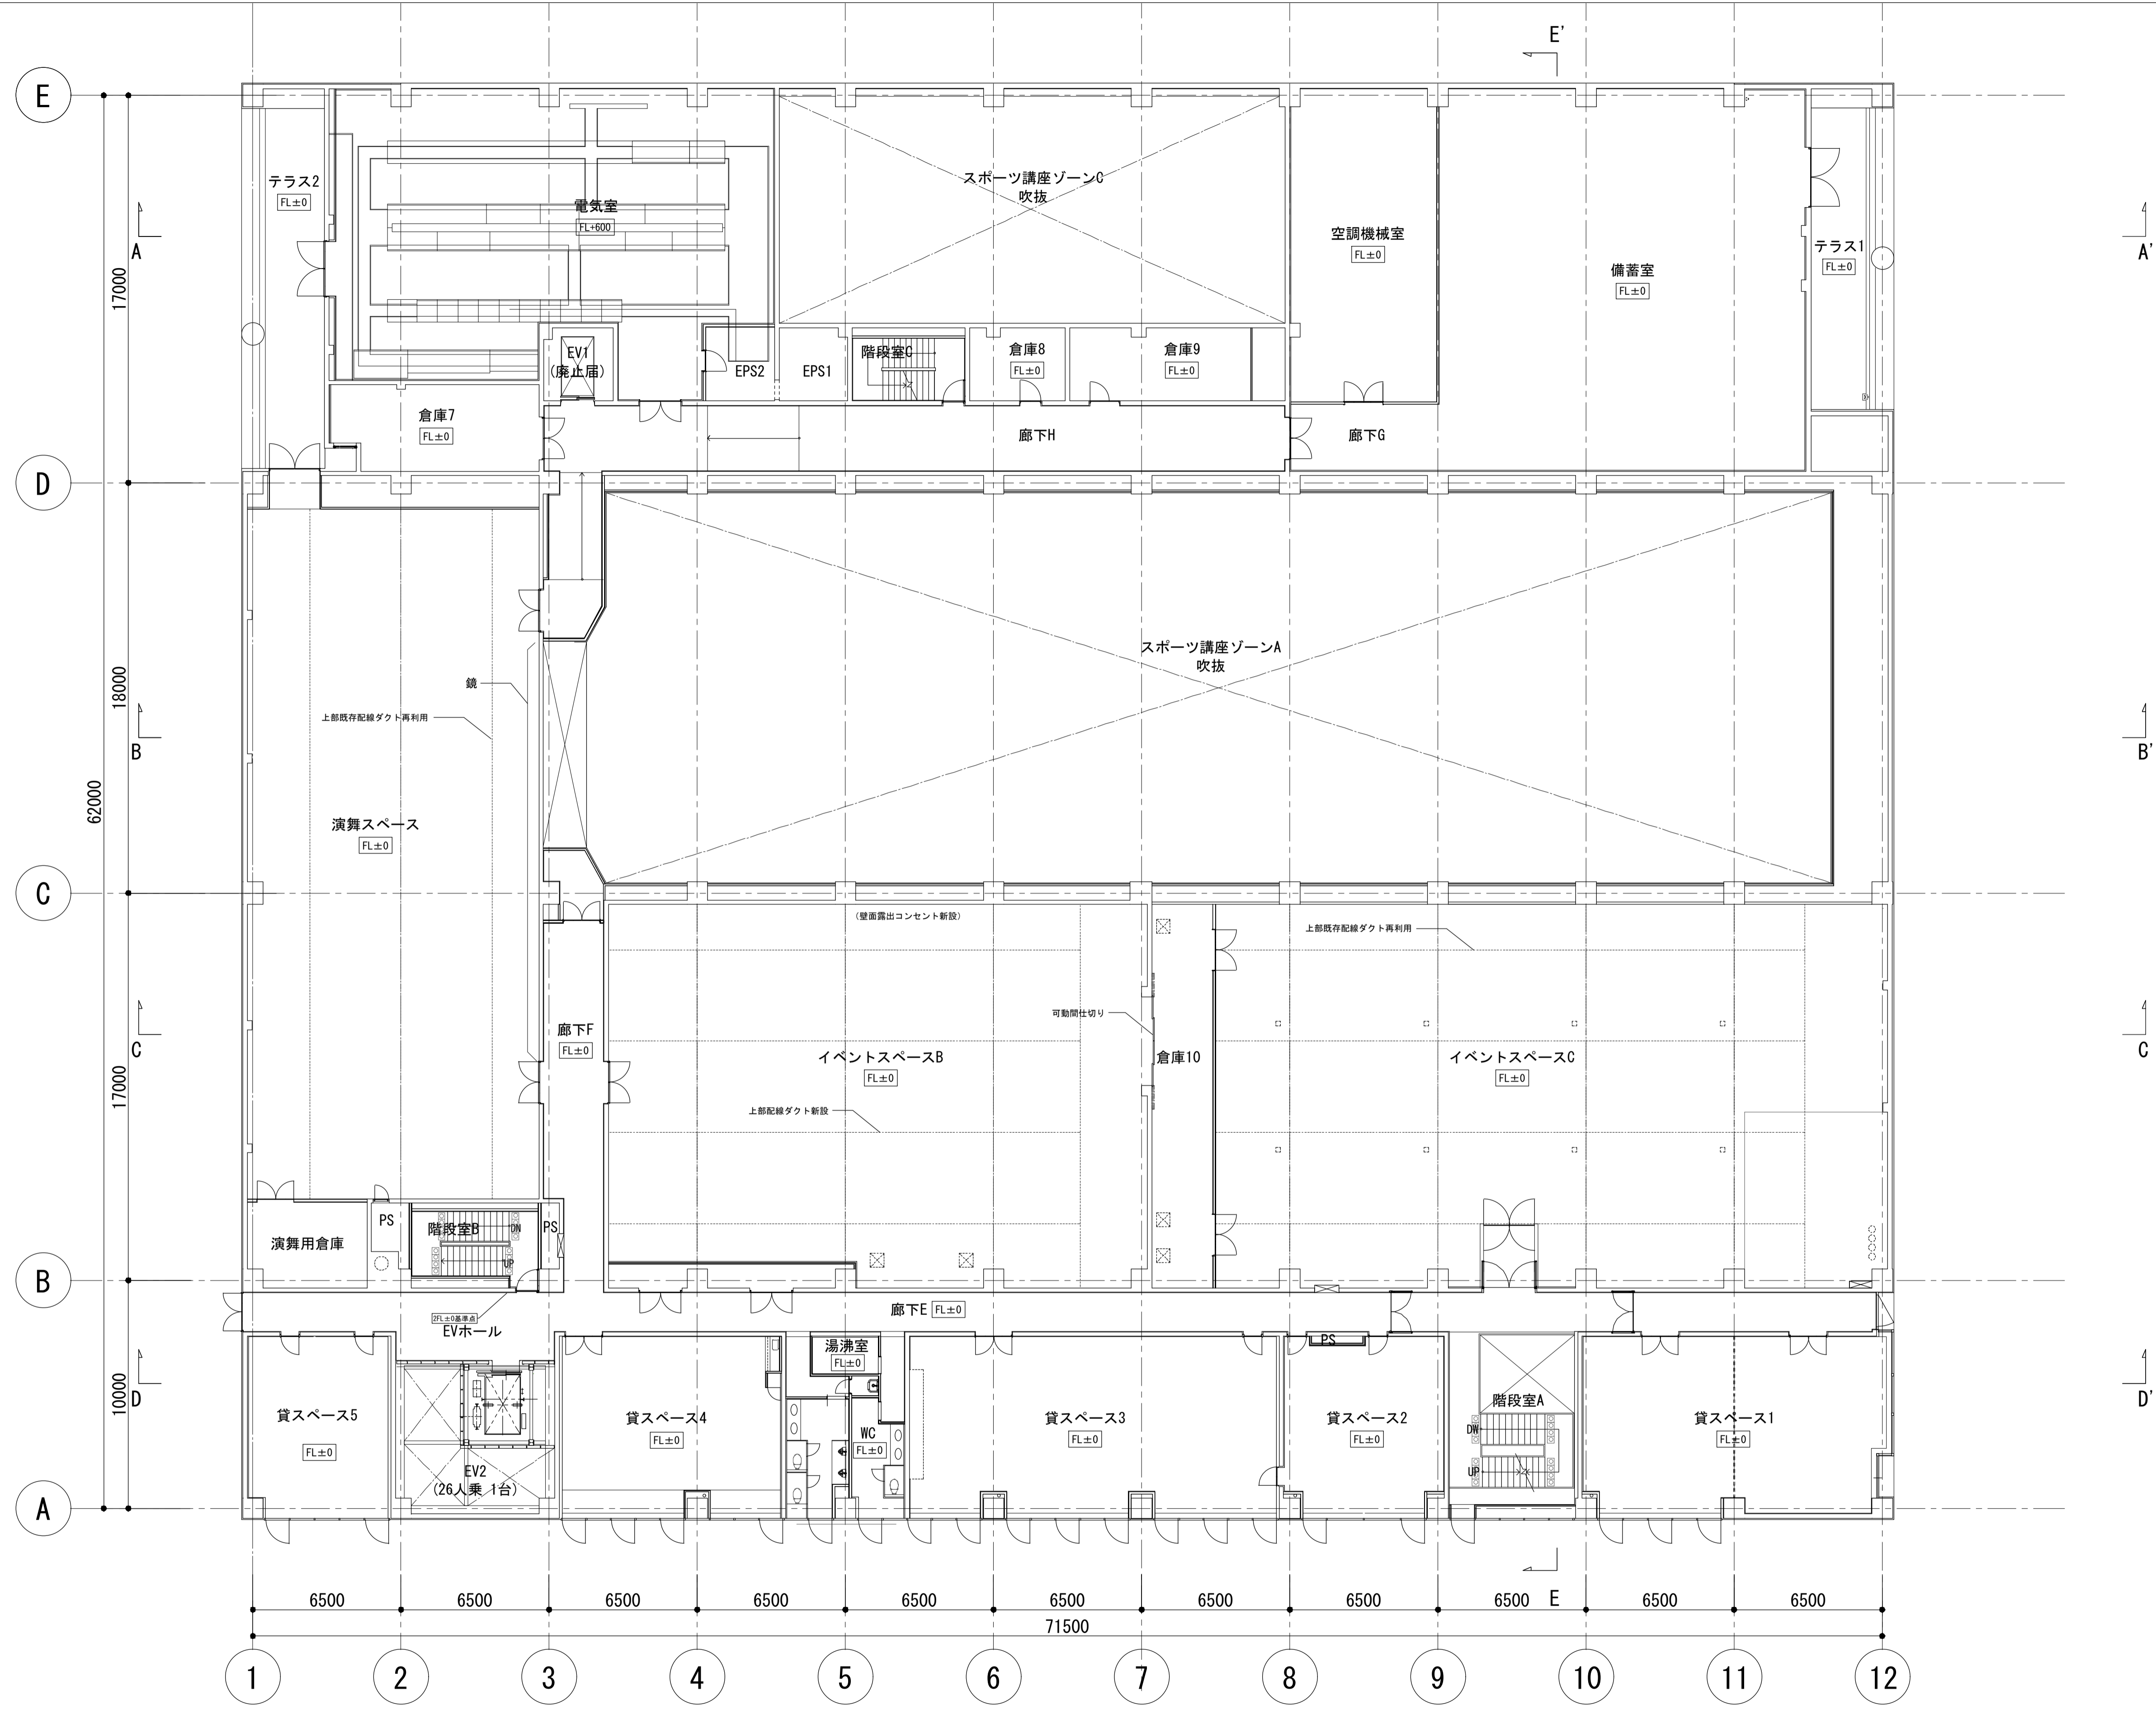 E'
E
テラス2
FL±0
電気室
FL+600
スポーツ講座ゾーンC
吹抜
空調機械室
FL±0
備蓄室
FL±0
テラス1
FL±0
A
A'
17000
EV1
(廃止届)
EPS2
EPS1
階段室C
倉庫8
FL±0
倉庫9
FL±0
倉庫7
FL±0
廊下H
廊下G
D
スポーツ講座ゾーンA
吹抜
鏡
上部既存配線ダクト再利用
18000
B
B'
62000
演舞スペース
FL±0
C
(壁面露出コンセント新設)
上部既存配線ダクト再利用
可動間仕切り
廊下F
FL±0
イベントスペースB
FL±0
倉庫10
イベントスペースC
FL±0
C
C
17000
上部配線ダクト新設
演舞用倉庫
PS
階段室B
DN
UP
PS
B
2FL±0基準点
EVホール
廊下E
FL±0
湯沸室
FL±0
PS
10000
D
D'
貸スペース5
FL±0
EV2
(26人乗 1台)
貸スペース4
FL±0
WC
FL±0
貸スペース3
FL±0
貸スペース2
FL±0
階段室A
DW
UP
貸スペース1
FL±0
A
6500
6500
6500
6500
6500
6500
6500
6500
6500
E
6500
6500
71500
1
2
3
4
5
6
7
8
9
10
11
12